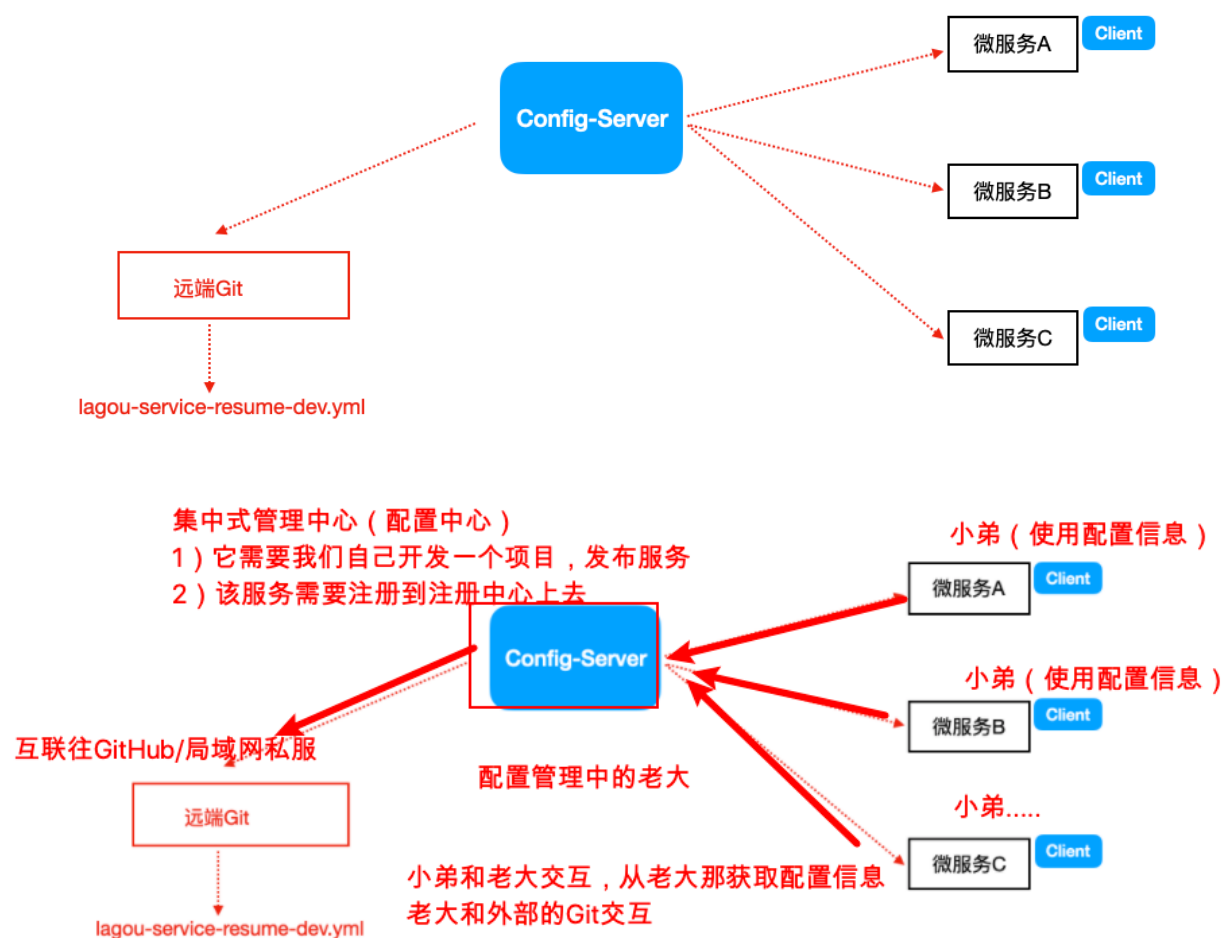 微服务A
Client
Config-Server
微服务B
Client
远端Git
微服务C
Client
lagou-service-resume-dev.yml
集中式管理中心（配置中心）
1）它需要我们自己开发一个项目，发布服务
2）该服务需要注册到注册中心上去
小弟（使用配置信息）
微服务A
Client
Config-Server
小弟（使用配置信息）
微服务B
Client
互联往GitHub/局域网私服
配置管理中的老大
远端Git
小弟.....
微服务C
Client
小弟和老大交互，从老大那获取配置信息
老大和外部的Git交互
lagou-service-resume-dev.yml